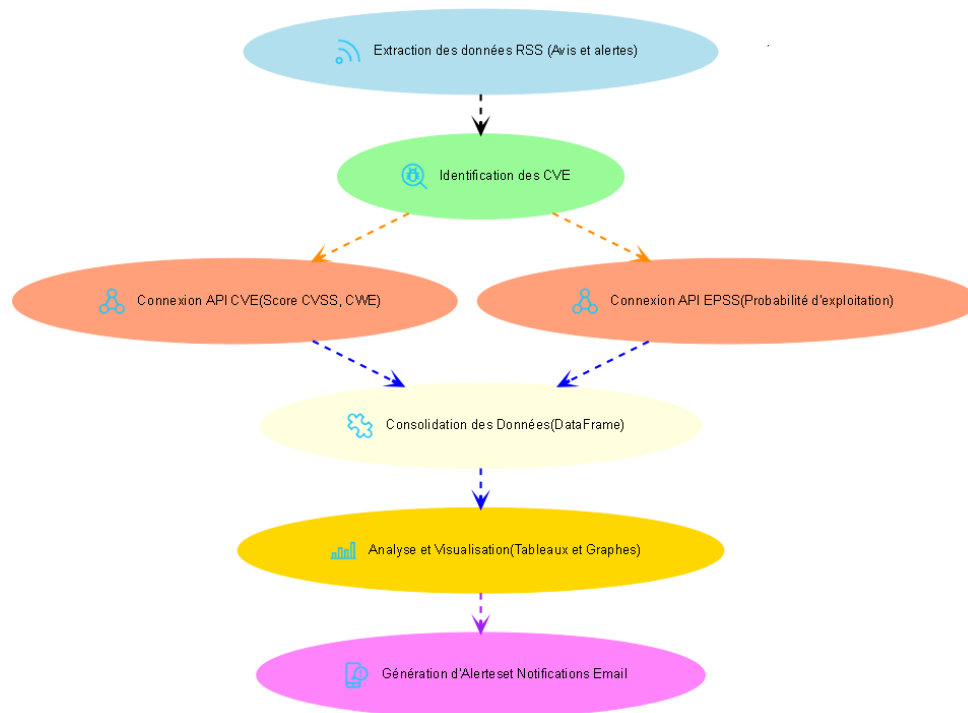 Extraction des données RSS (Avis et alertes)
Identification des CVE
Connexion API CVE(Score CVSS, CWE)
Connexion API EPSS(Probabilité d'exploitation)
Consolidation des Données(DataFrame)
Analyse et Visualisation(Tableaux et Graphes)
Génération d'Alerteset Notifications Email